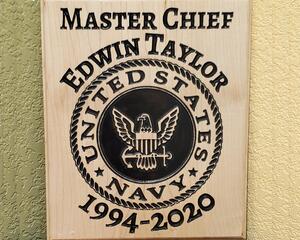 MASTER CHIEF
EDWIN TAYLOR
UNITED STATES
NAVY
1994-2020